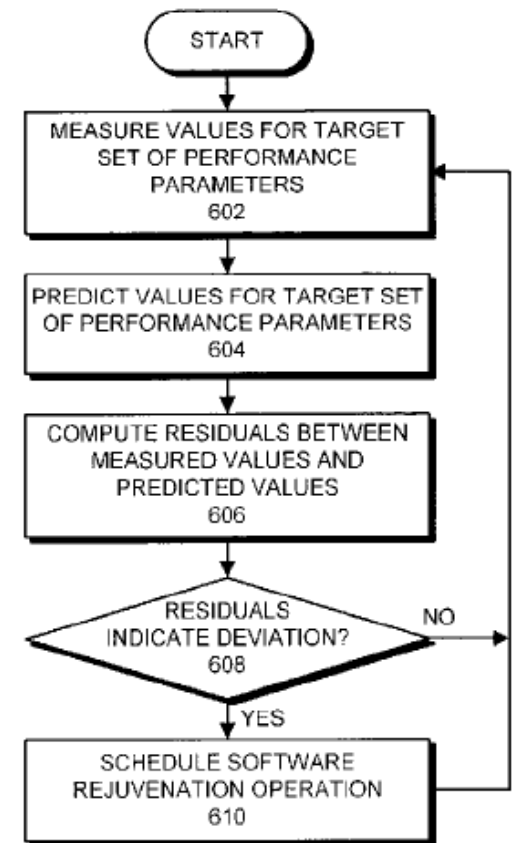 START
MEASURE VALUES FOR TARGET
SET OF PERFORMANCE
PARAMETERS
602
PREDICT VALUES FOR TARGET SET
OF PERFORMANCE PARAMETERS
604
COMPUTE RESIDUALS BETWEEN
MEASURED VALUES AND
PREDICTED VALUES
606
RESIDUALS
INDICATE DEVIATION?
608
NO
YES
SCHEDULE SOFTWARE
REJUVENATION OPERATION
610